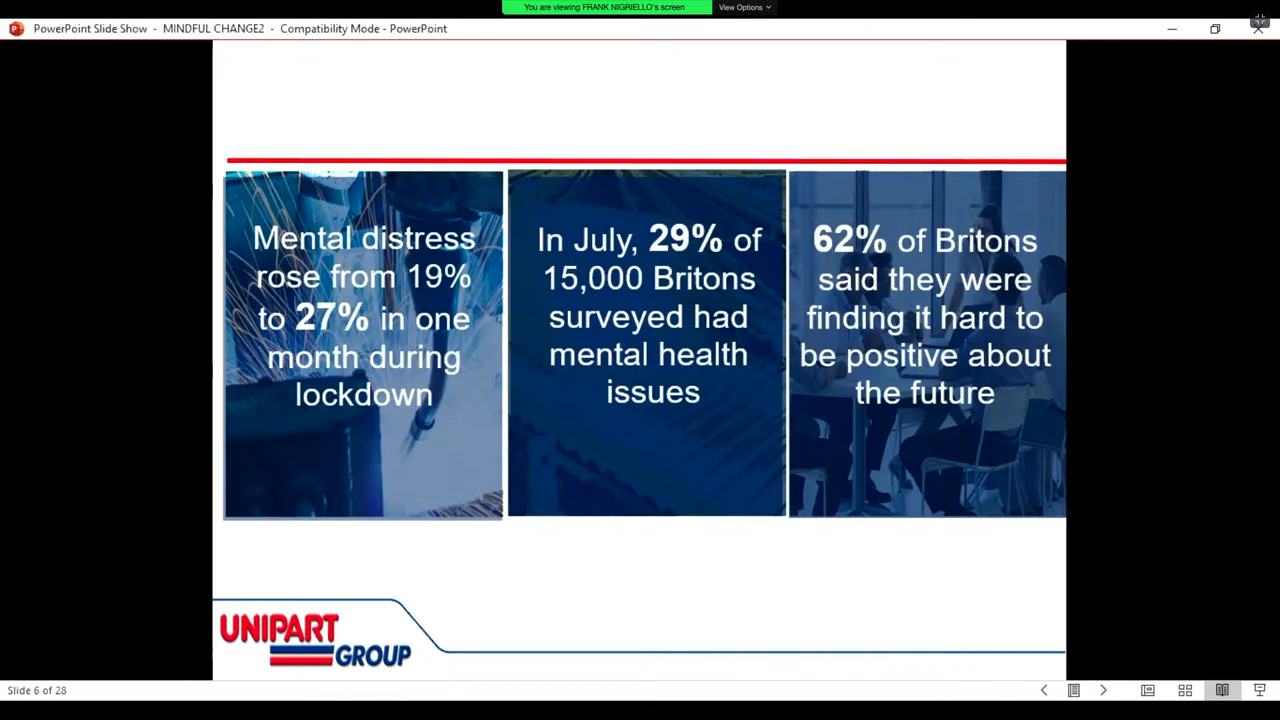 You are viewing FRANK NIGRIELLO's screen
View Options
PowerPoint Slide Show - MINDFUL CHANGE2 - Compatibility Mode - PowerPoint
Mental distress
rose from 19%
to 27% in one
month during
lockdown
In July, 29% of
15,000 Britons
surveyed had
mental health
issues
62% of Britons
said they were
finding it hard to
be positive about
the future
UNIPART
GROUP
Slide 6 of 28